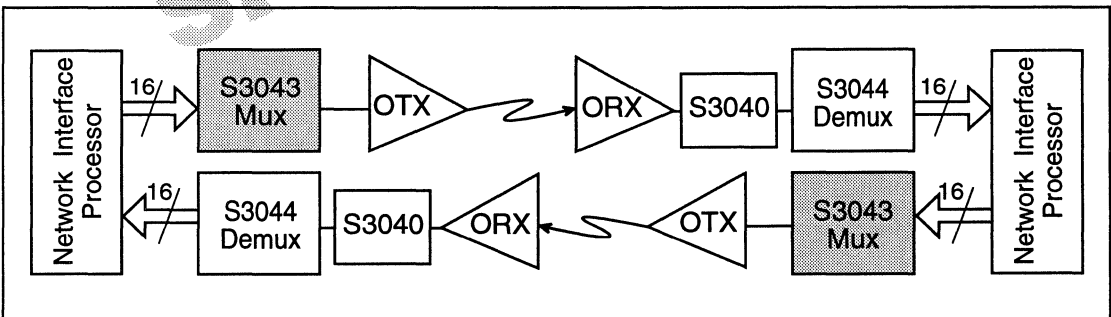 Network Interface
Processor
16
S3043
Mux
OTX
ORX
S3040
S3044
Demux
16
Network Interface
Processor
16
S3044
Demux
S3040
ORX
OTX
S3043
Mux
16